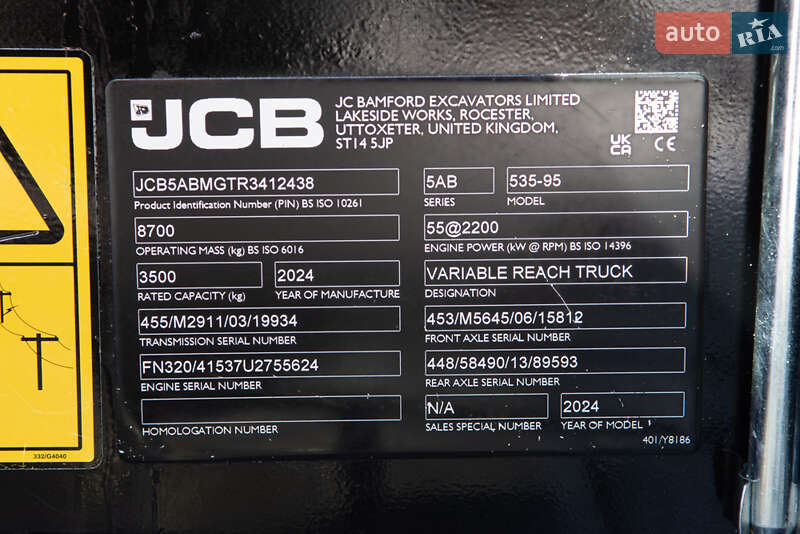 auto
RIA
.com
JCB
JC BAMFORD EXCAVATORS LIMITED
LAKESIDE WORKS, ROCESTER,
UTTOXETER, UNITED KINGDOM,
ST14 5JP
UK
CA
CE
JCB5ABMGTR3412438
Product Identification Number (PIN) BS ISO 10261
5AB
SERIES
535-95
MODEL
8700
OPERATING MASS (kg) BS ISO 6016
55@2200
ENGINE POWER (kW @ RPM) BS ISO 14396
3500
RATED CAPACITY (kg)
2024
YEAR OF MANUFACTURE
VARIABLE REACH TRUCK
DESIGNATION
455/M2911/03/19934
TRANSMISSION SERIAL NUMBER
453/M5645/06/15812
FRONT AXLE SERIAL NUMBER
FN320/41537U2755624
ENGINE SERIAL NUMBER
448/58490/13/89593
REAR AXLE SERIAL NUMBER
HOMOLOGATION NUMBER
N/A
SALES SPECIAL NUMBER
2024
YEAR OF MODEL
401/Y8186
332/G4040